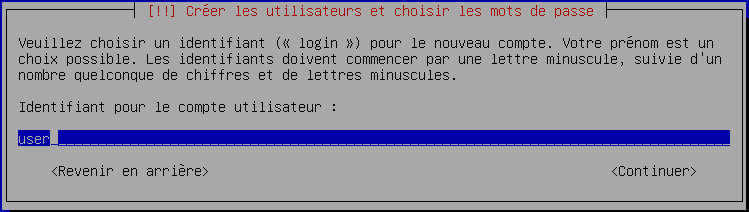 [!!] Créer les utilisateurs et choisir les mots de passe
Veuillez choisir un identifiant (« login ») pour le nouveau compte. Votre prénom est un
choix possible. Les identifiants doivent commencer par une lettre minuscule, suivie d'un
nombre quelconque de chiffres et de lettres minuscules.
Identifiant pour le compte utilisateur :
user
<Revenir en arrière> <Continuer>